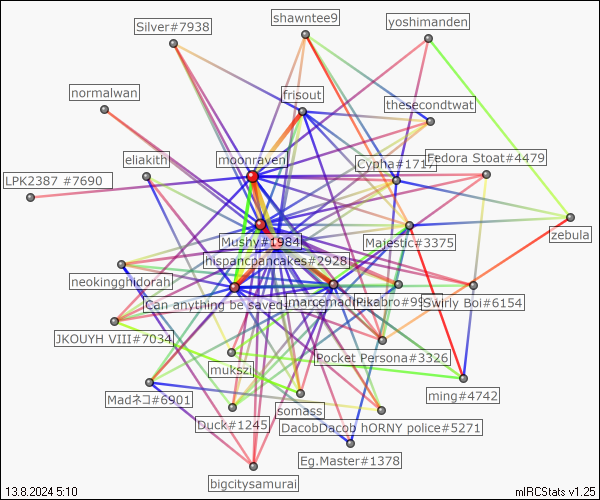 Silver#7938
shawntee9
yoshimanden
normalwan
frisout
thesecondtwat
eliakith
moonraven
Cypha#1717
Fedora Stoat#4479
LPK2387 #7690
Mushy#1984
Majestic#3375
zebula
hispancpancakes#2928
neokingghidorah
Can anything be saved
marcemadri
Pikabro#99
Swirly Boi#6154
JKOUYH VIII#7034
Pocket Persona#3326
mukszi
ming#4742
Madネコ#6901
somass
Duck#1245
DacobDacob hORNY police#5271
Eg.Master#1378
bigcitysamurai
13.8.2024 5:10
mIRCStats v1.25